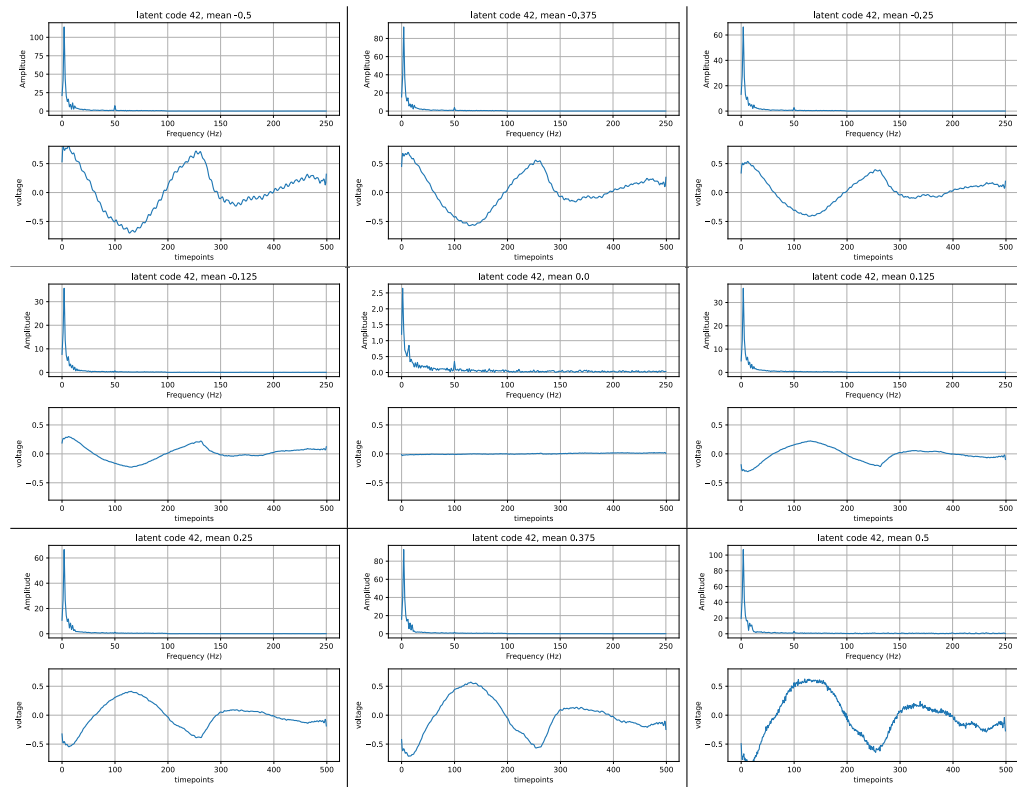 latent code 42, mean -0.5
Amplitude
100
75
50
25
0
0 50 100 150 200 250
Frequency (Hz)
voltage
0.5
0.0
−0.5
0 100 200 300 400 500
timepoints
latent code 42, mean -0.375
Amplitude
80
60
40
20
0
0 50 100 150 200 250
Frequency (Hz)
voltage
0.5
0.0
−0.5
0 100 200 300 400 500
timepoints
latent code 42, mean -0.25
Amplitude
60
40
20
0
0 50 100 150 200 250
Frequency (Hz)
voltage
0.5
0.0
−0.5
0 100 200 300 400 500
timepoints
latent code 42, mean -0.125
Amplitude
30
20
10
0
0 50 100 150 200 250
Frequency (Hz)
voltage
0.5
0.0
−0.5
0 100 200 300 400 500
timepoints
latent code 42, mean 0.0
Amplitude
2.5
2.0
1.5
1.0
0.5
0.0
0 50 100 150 200 250
Frequency (Hz)
voltage
0.5
0.0
−0.5
0 100 200 300 400 500
timepoints
latent code 42, mean 0.125
Amplitude
30
20
10
0
0 50 100 150 200 250
Frequency (Hz)
voltage
0.5
0.0
−0.5
0 100 200 300 400 500
timepoints
latent code 42, mean 0.25
Amplitude
60
40
20
0
0 50 100 150 200 250
Frequency (Hz)
voltage
0.5
0.0
−0.5
0 100 200 300 400 500
timepoints
latent code 42, mean 0.375
Amplitude
80
60
40
20
0
0 50 100 150 200 250
Frequency (Hz)
voltage
0.5
0.0
−0.5
0 100 200 300 400 500
timepoints
latent code 42, mean 0.5
Amplitude
100
80
60
40
20
0
0 50 100 150 200 250
Frequency (Hz)
voltage
0.5
0.0
−0.5
0 100 200 300 400 500
timepoints